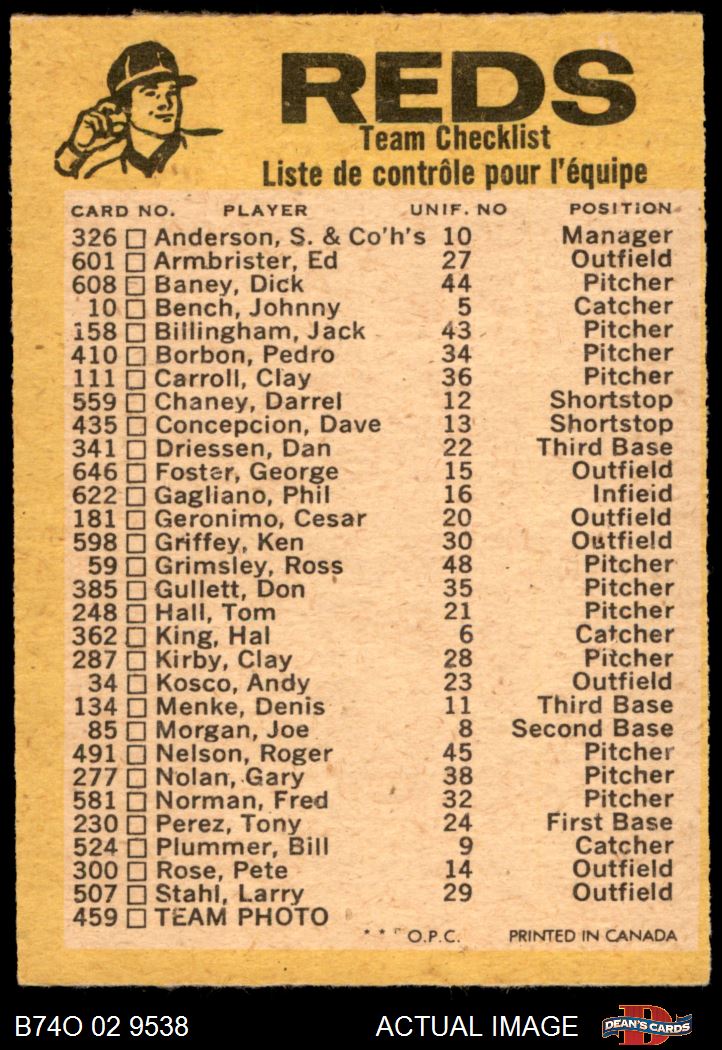 REDS
Team Checklist
Liste de contrôle pour l'équipe
CARD NO. PLAYER UNIF. NO POSITION
326 □ Anderson, S. & Co'h's 10 Manager
601 □ Armbrister, Ed 27 Outfield
608 □ Baney, Dick 44 Pitcher
10 □ Bench, Johnny 5 Catcher
158 □ Billingham, Jack 43 Pitcher
410 □ Borbon, Pedro 34 Pitcher
111 □ Carroll, Clay 36 Pitcher
559 □ Chaney, Darrel 12 Shortstop
435 □ Concepcion, Dave 13 Shortstop
341 □ Driessen, Dan 22 Third Base
646 □ Foster, George 15 Outfield
622 □ Gagliano, Phil 16 Infield
181 □ Geronimo, Cesar 20 Outfield
598 □ Griffey, Ken 30 Outfield
59 □ Grimsley, Ross 48 Pitcher
385 □ Gullett, Don 35 Pitcher
248 □ Hall, Tom 21 Pitcher
362 □ King, Hal 6 Catcher
287 □ Kirby, Clay 28 Pitcher
34 □ Kosco, Andy 23 Outfield
134 □ Menke, Denis 11 Third Base
85 □ Morgan, Joe 8 Second Base
491 □ Nelson, Roger 45 Pitcher
277 □ Nolan, Gary 38 Pitcher
581 □ Norman, Fred 32 Pitcher
230 □ Perez, Tony 24 First Base
524 □ Plummer, Bill 9 Catcher
300 □ Rose, Pete 14 Outfield
507 □ Stahl, Larry 29 Outfield
459 □ TEAM PHOTO
* * * O.P.C. PRINTED IN CANADA
B74O 02 9538 ACTUAL IMAGE DEAN'S CARDS